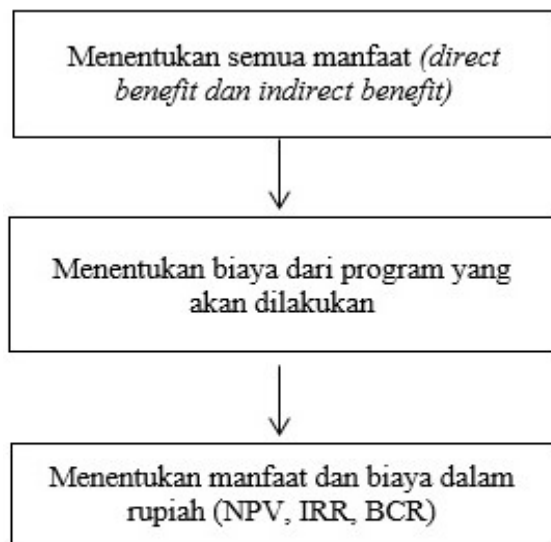 Menentukan semua manfaat (direct
benefit dan indirect benefit)
Menentukan biaya dari program yang
akan dilakukan
Menentukan manfaat dan biaya dalam
rupiah (NPV, IRR, BCR)